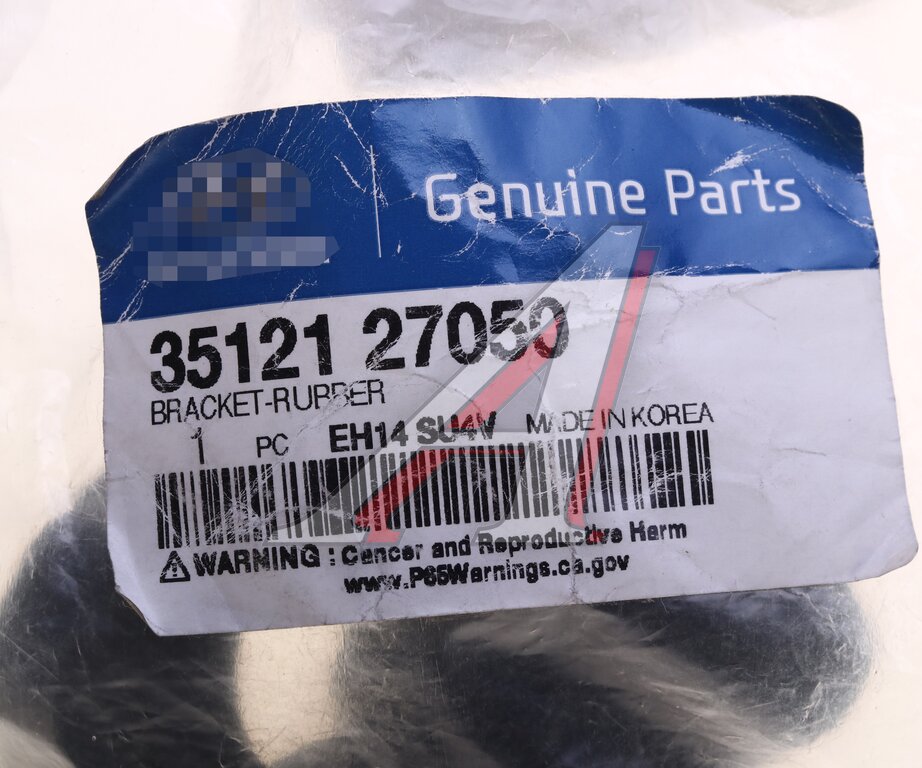 Genuine Parts
35121 27050
BRACKET-RUBBER
1 PC EH14 SU4V MADE IN KOREA
⚠WARNING : Cancer and Reproductive Harm
www.P65Warnings.ca.gov